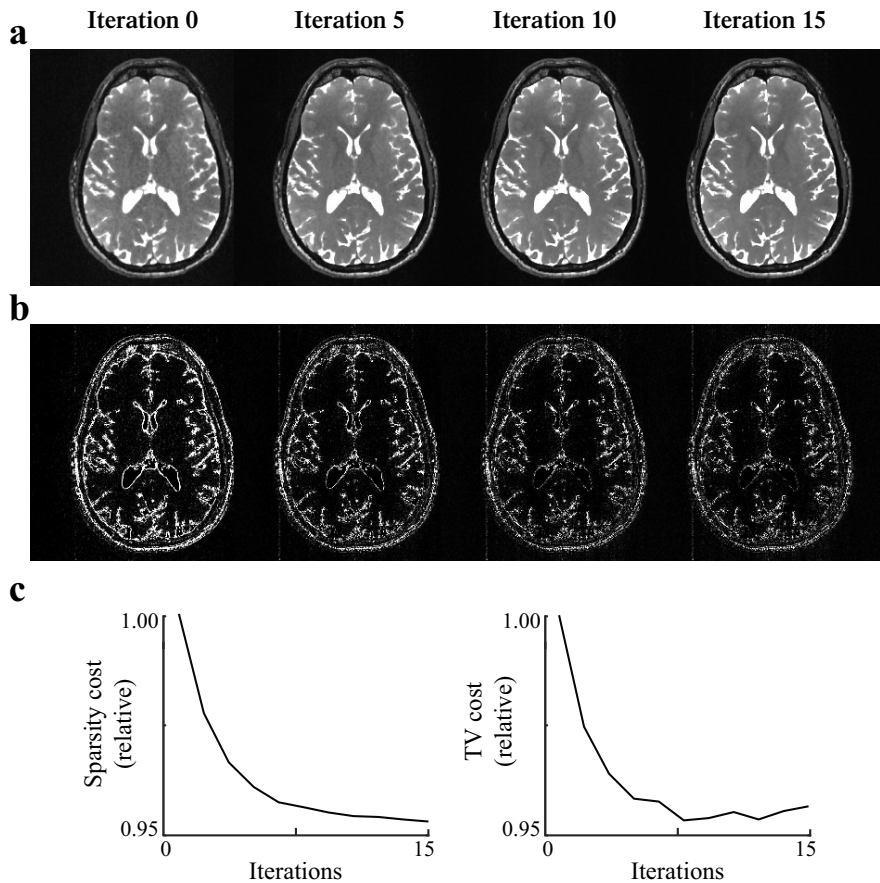 Iteration 0 Iteration 5 Iteration 10 Iteration 15
a
b
c
1.00
Sparsity cost
(relative)
0.95
0 15
Iterations
1.00
TV cost
(relative)
0.95
0 15
Iterations